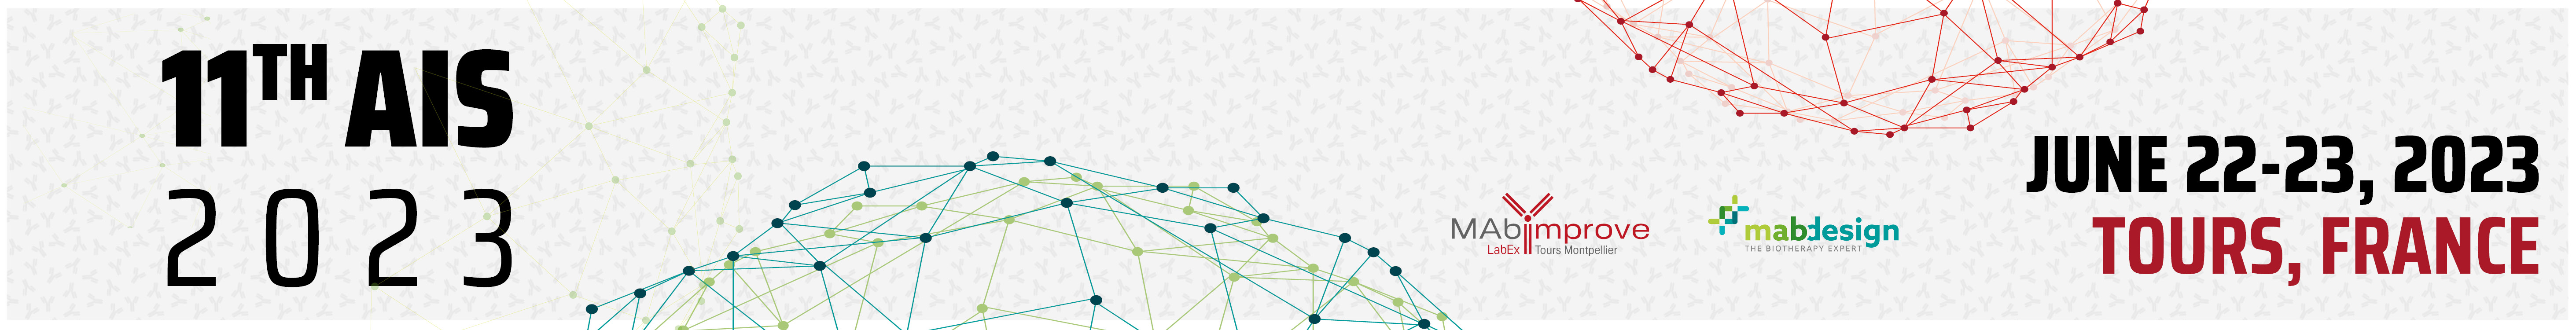 11TH AIS
2023
MAbimprove
LabEx Tours Montpellier
mabdesign
THE BIOTHERAPY EXPERT
JUNE 22-23, 2023
TOURS, FRANCE